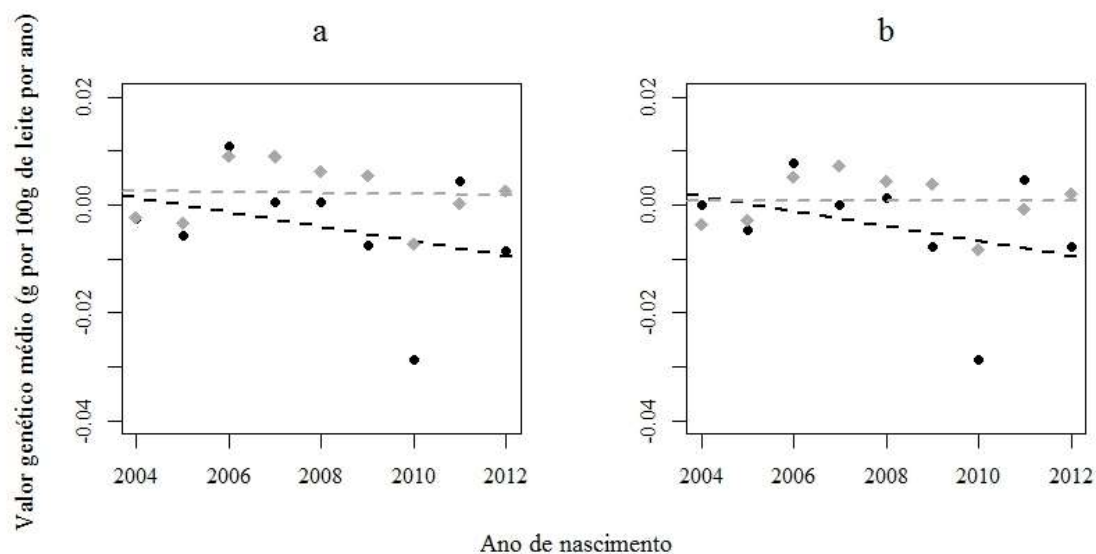 a
b
Valor genético médio (g por 100g de leite por ano)
0.02
0.00
-0.02
-0.04
2004 2006 2008 2010 2012
0.02
0.00
-0.02
-0.04
2004 2006 2008 2010 2012
Ano de nascimento